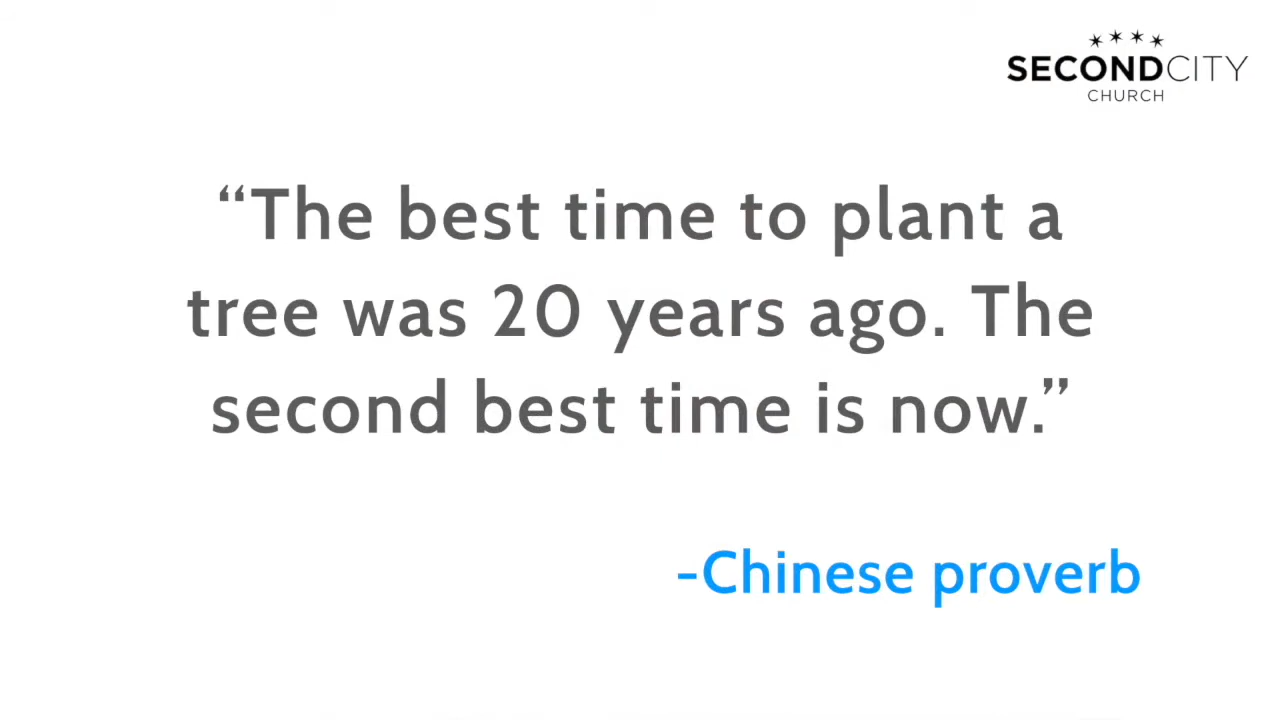 SECONDCITY
CHURCH
“The best time to plant a
tree was 20 years ago. The
second best time is now.”
-Chinese proverb